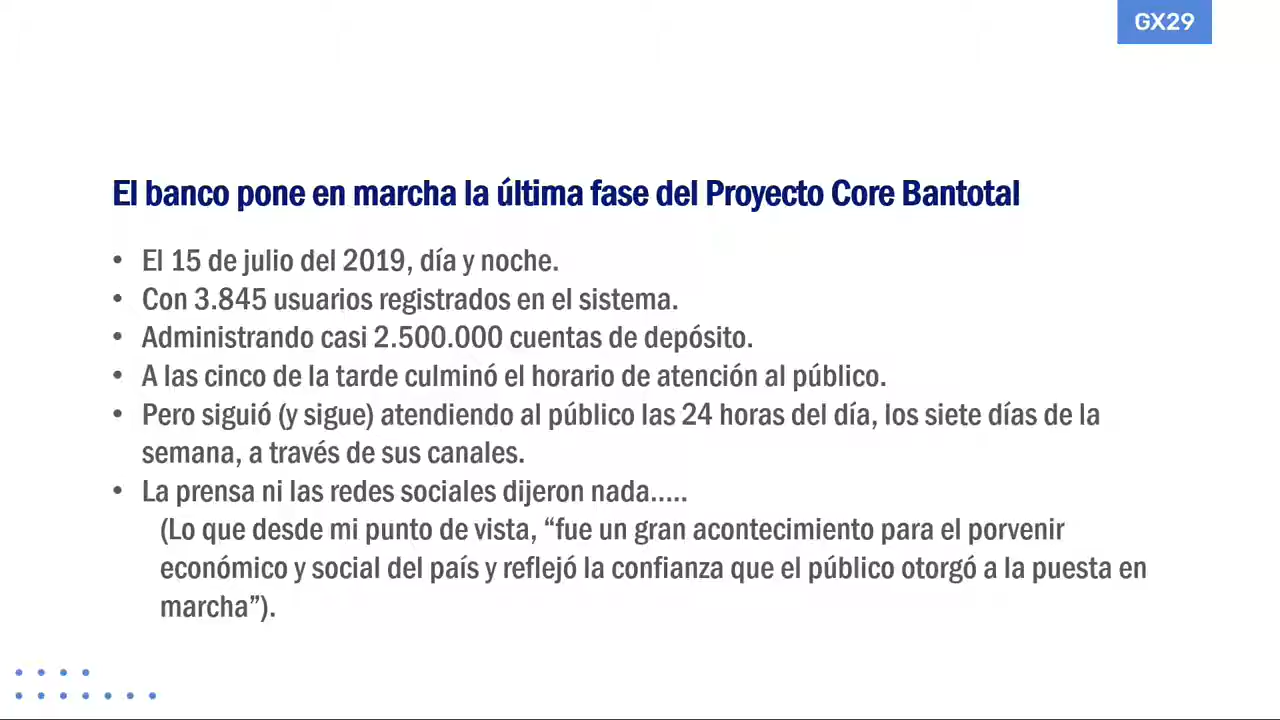 GX29
El banco pone en marcha la última fase del Proyecto Core Bantotal
• El 15 de julio del 2019, día y noche.
• Con 3.845 usuarios registrados en el sistema.
• Administrando casi 2.500.000 cuentas de depósito.
• A las cinco de la tarde culminó el horario de atención al público.
• Pero siguió (y sigue) atendiendo al público las 24 horas del día, los siete días de la
semana, a través de sus canales.
• La prensa ni las redes sociales dijeron nada.....
(Lo que desde mi punto de vista, “fue un gran acontecimiento para el porvenir
económico y social del país y reflejó la confianza que el público otorgó a la puesta en
marcha”).